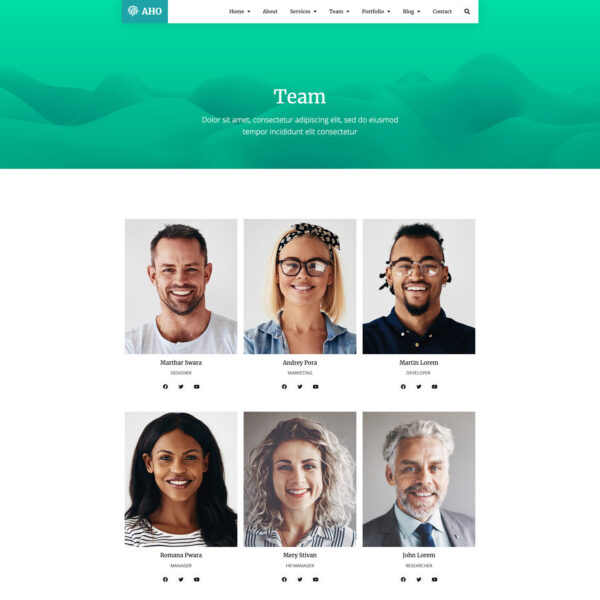 AHO
Home About Services Team Portfolio Blog Contact
Team
Dolor sit amet, consectetur adipiscing elit, sed do eiusmod
tempor incididunt elit consectetur
Marthar Swara
DESIGNER
Andrey Pora
MARKETING
Martin Lorem
DEVELOPER
Romana Pwara
MANAGER
Mery Stivan
HR MANAGER
John Lorem
RESEARCHER